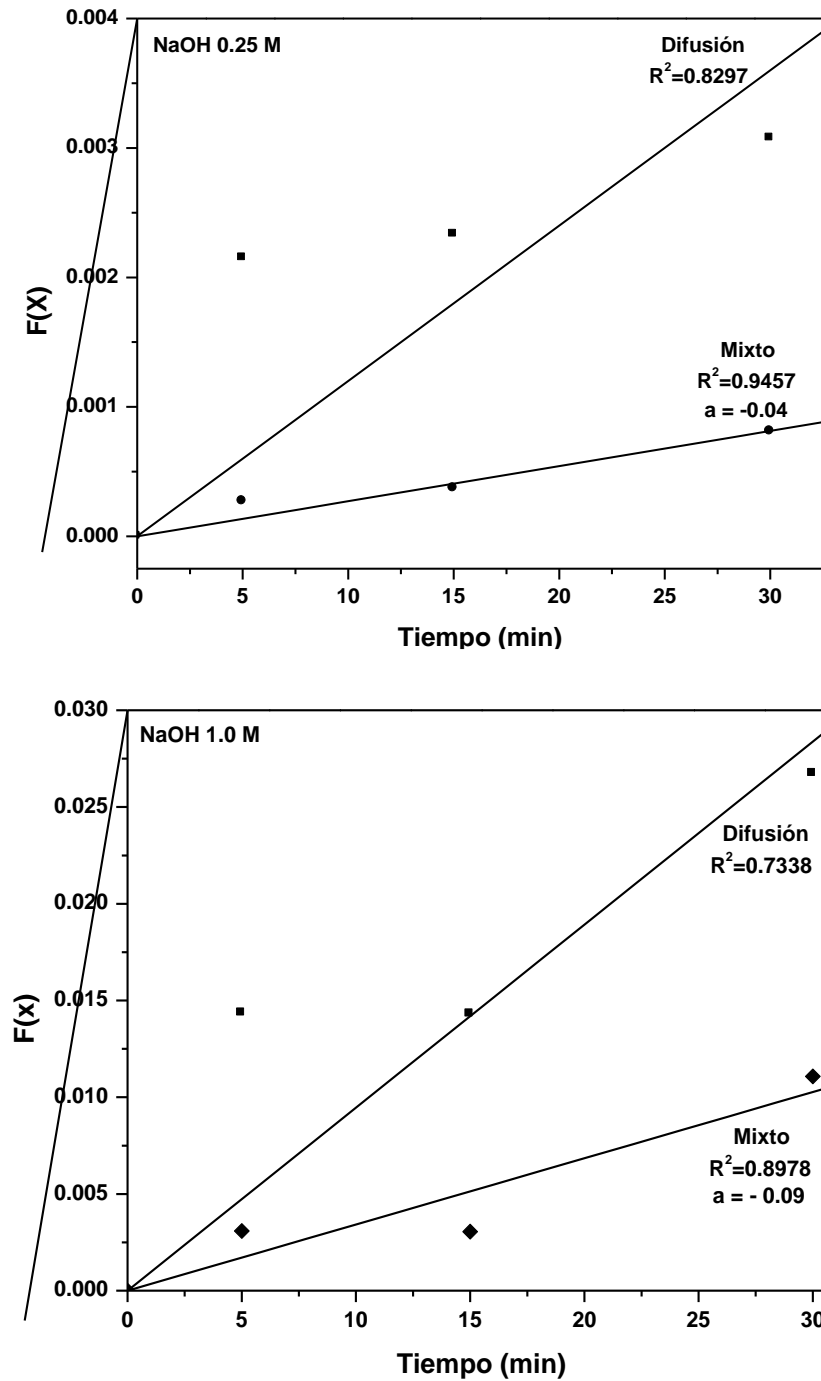 0.004
NaOH 0.25 M
Difusión
R²=0.8297
0.003
0.002
F(X)
Mixto
R²=0.9457
0.001
a = -0.04
0.000
0 5 10 15 20 25 30
Tiempo (min)
0.030
NaOH 1.0 M
0.025
Difusión
R²=0.7338
0.020
0.015
F(x)
0.010
Mixto
R²=0.8978
0.005
a = - 0.09
0.000
0 5 10 15 20 25 30
Tiempo (min)